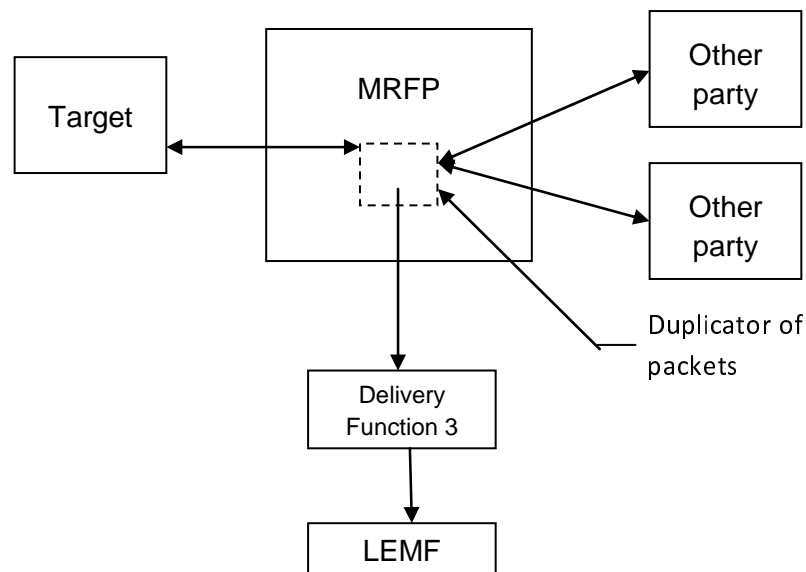 Target
MRFP
Other
party
Other
party
Duplicator of
packets
Delivery
Function 3
LEMF